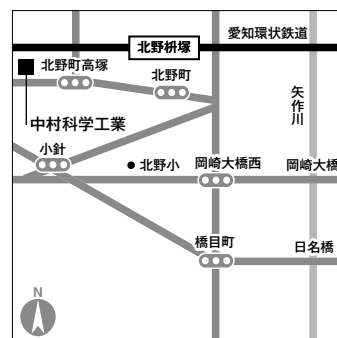 愛知環状鉄道
北野枡塚
北野町高塚
北野町
矢作川
中村科学工業
小針
北野小
岡崎大橋西
岡崎大橋
橋目町
日名橋
N